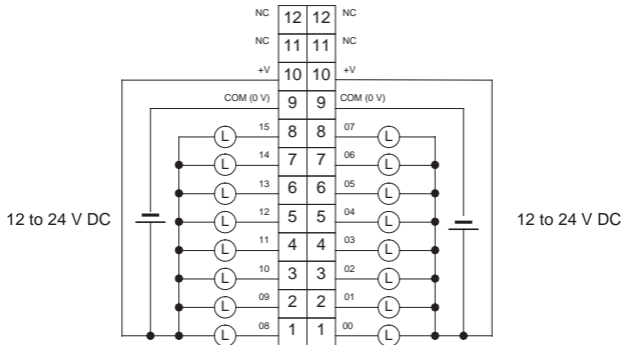 NC 12 12 NC
NC 11 11 NC
+V 10 10 +V
COM (0 V) 9 9 COM (0 V)
L 15 8 8 07 L
L 14 7 7 06 L
L 13 6 6 05 L
12 to 24 V DC L 12 5 5 04 L 12 to 24 V DC
L 11 4 4 03 L
L 10 3 3 02 L
L 09 2 2 01 L
L 08 1 1 00 L